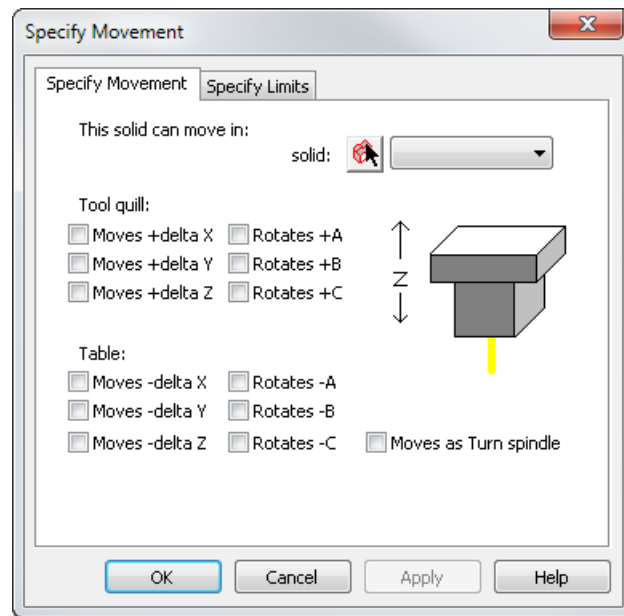 Specify Movement
Specify Movement Specify Limits
This solid can move in:
solid:
Tool quill:
Moves +delta X Rotates +A
Moves +delta Y Rotates +B
Moves +delta Z Rotates +C
Z
Table:
Moves -delta X Rotates -A
Moves -delta Y Rotates -B
Moves -delta Z Rotates -C Moves as Turn spindle
OK Cancel Apply Help